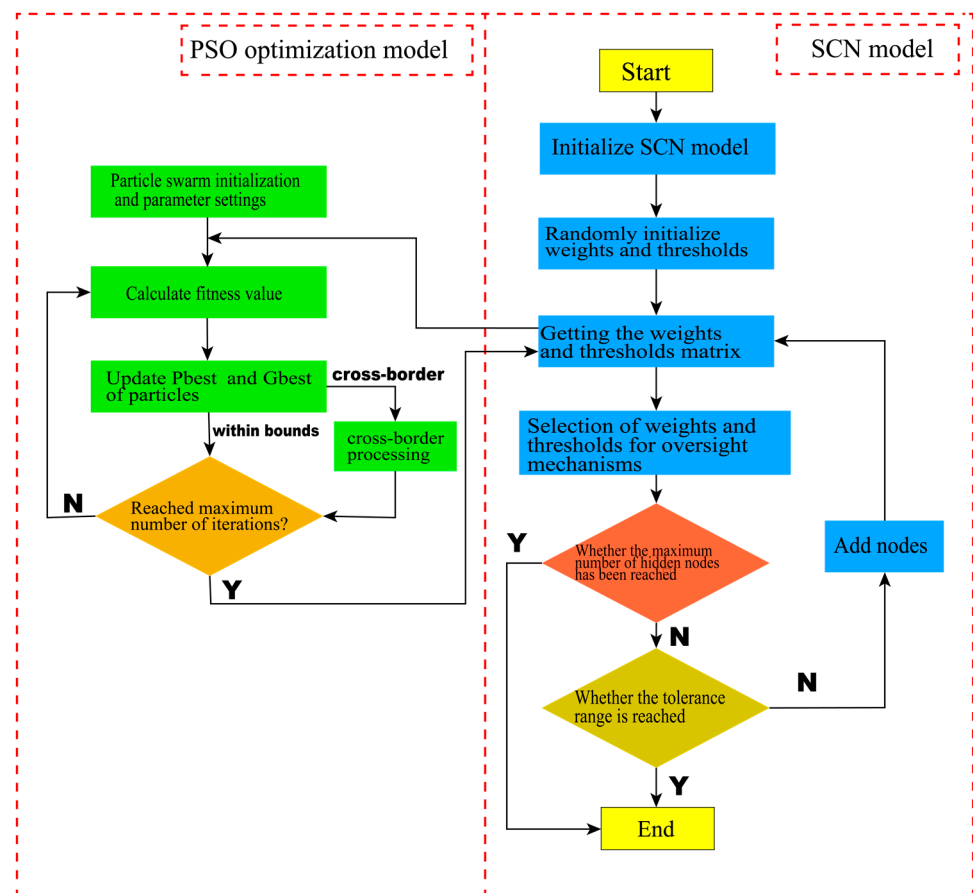 PSO optimization model
SCN model
Start
Initialize SCN model
Particle swarm initialization
and parameter settings
Randomly initialize
weights and thresholds
Calculate fitness value
Getting the weights
and thresholds matrix
Update Pbest and Gbest
of particles
cross-border
within bounds
cross-border
processing
Selection of weights and
thresholds for oversight
mechanisms
N
Reached maximum
number of iterations?
Y
Y
Whether the maximum
number of hidden nodes
has been reached
Add nodes
N
Whether the tolerance
range is reached
N
Y
End